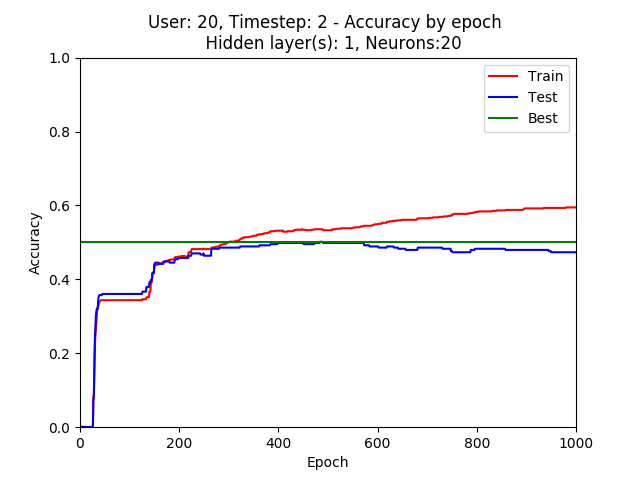 User: 20, Timestep: 2 - Accuracy by epoch
Hidden layer(s): 1, Neurons:20
1.0
0.8
0.6
0.4
0.2
0.0
Accuracy
Train
Test
Best
0 200 400 600 800 1000
Epoch